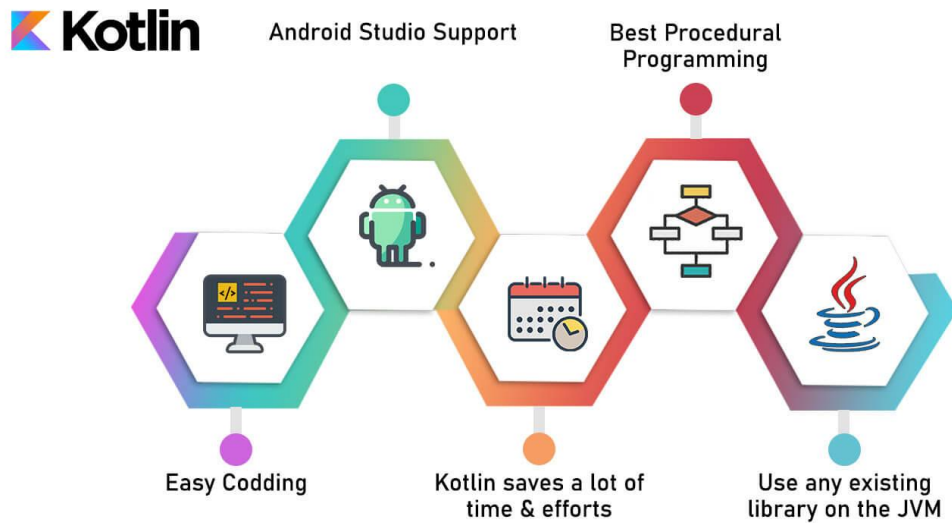 Kotlin
Android Studio Support
Best Procedural
Programming
</>
Easy Codding
Kotlin saves a lot of
time & efforts
Use any existing
library on the JVM